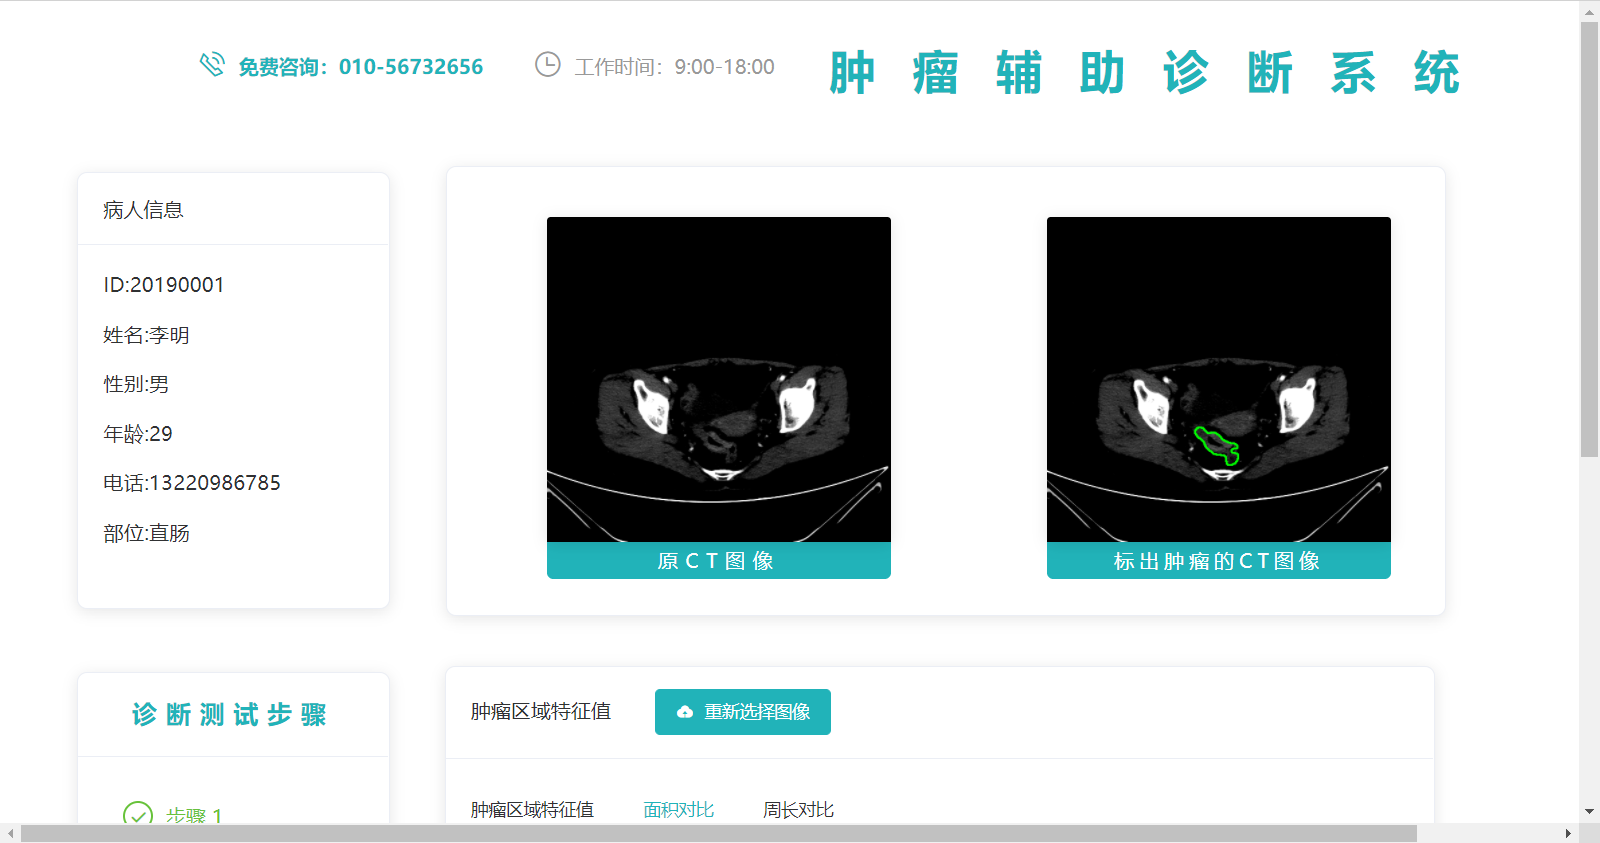 免费咨询：010-56732656
工作时间：9:00-18:00
肿瘤辅助诊断系统
病人信息
ID:20190001
姓名:李明
性别:男
年龄:29
电话:13220986785
部位:直肠
原CT图像
标出肿瘤的CT图像
诊断测试步骤
步骤 1
肿瘤区域特征值
重新选择图像
肿瘤区域特征值
面积对比
周长对比